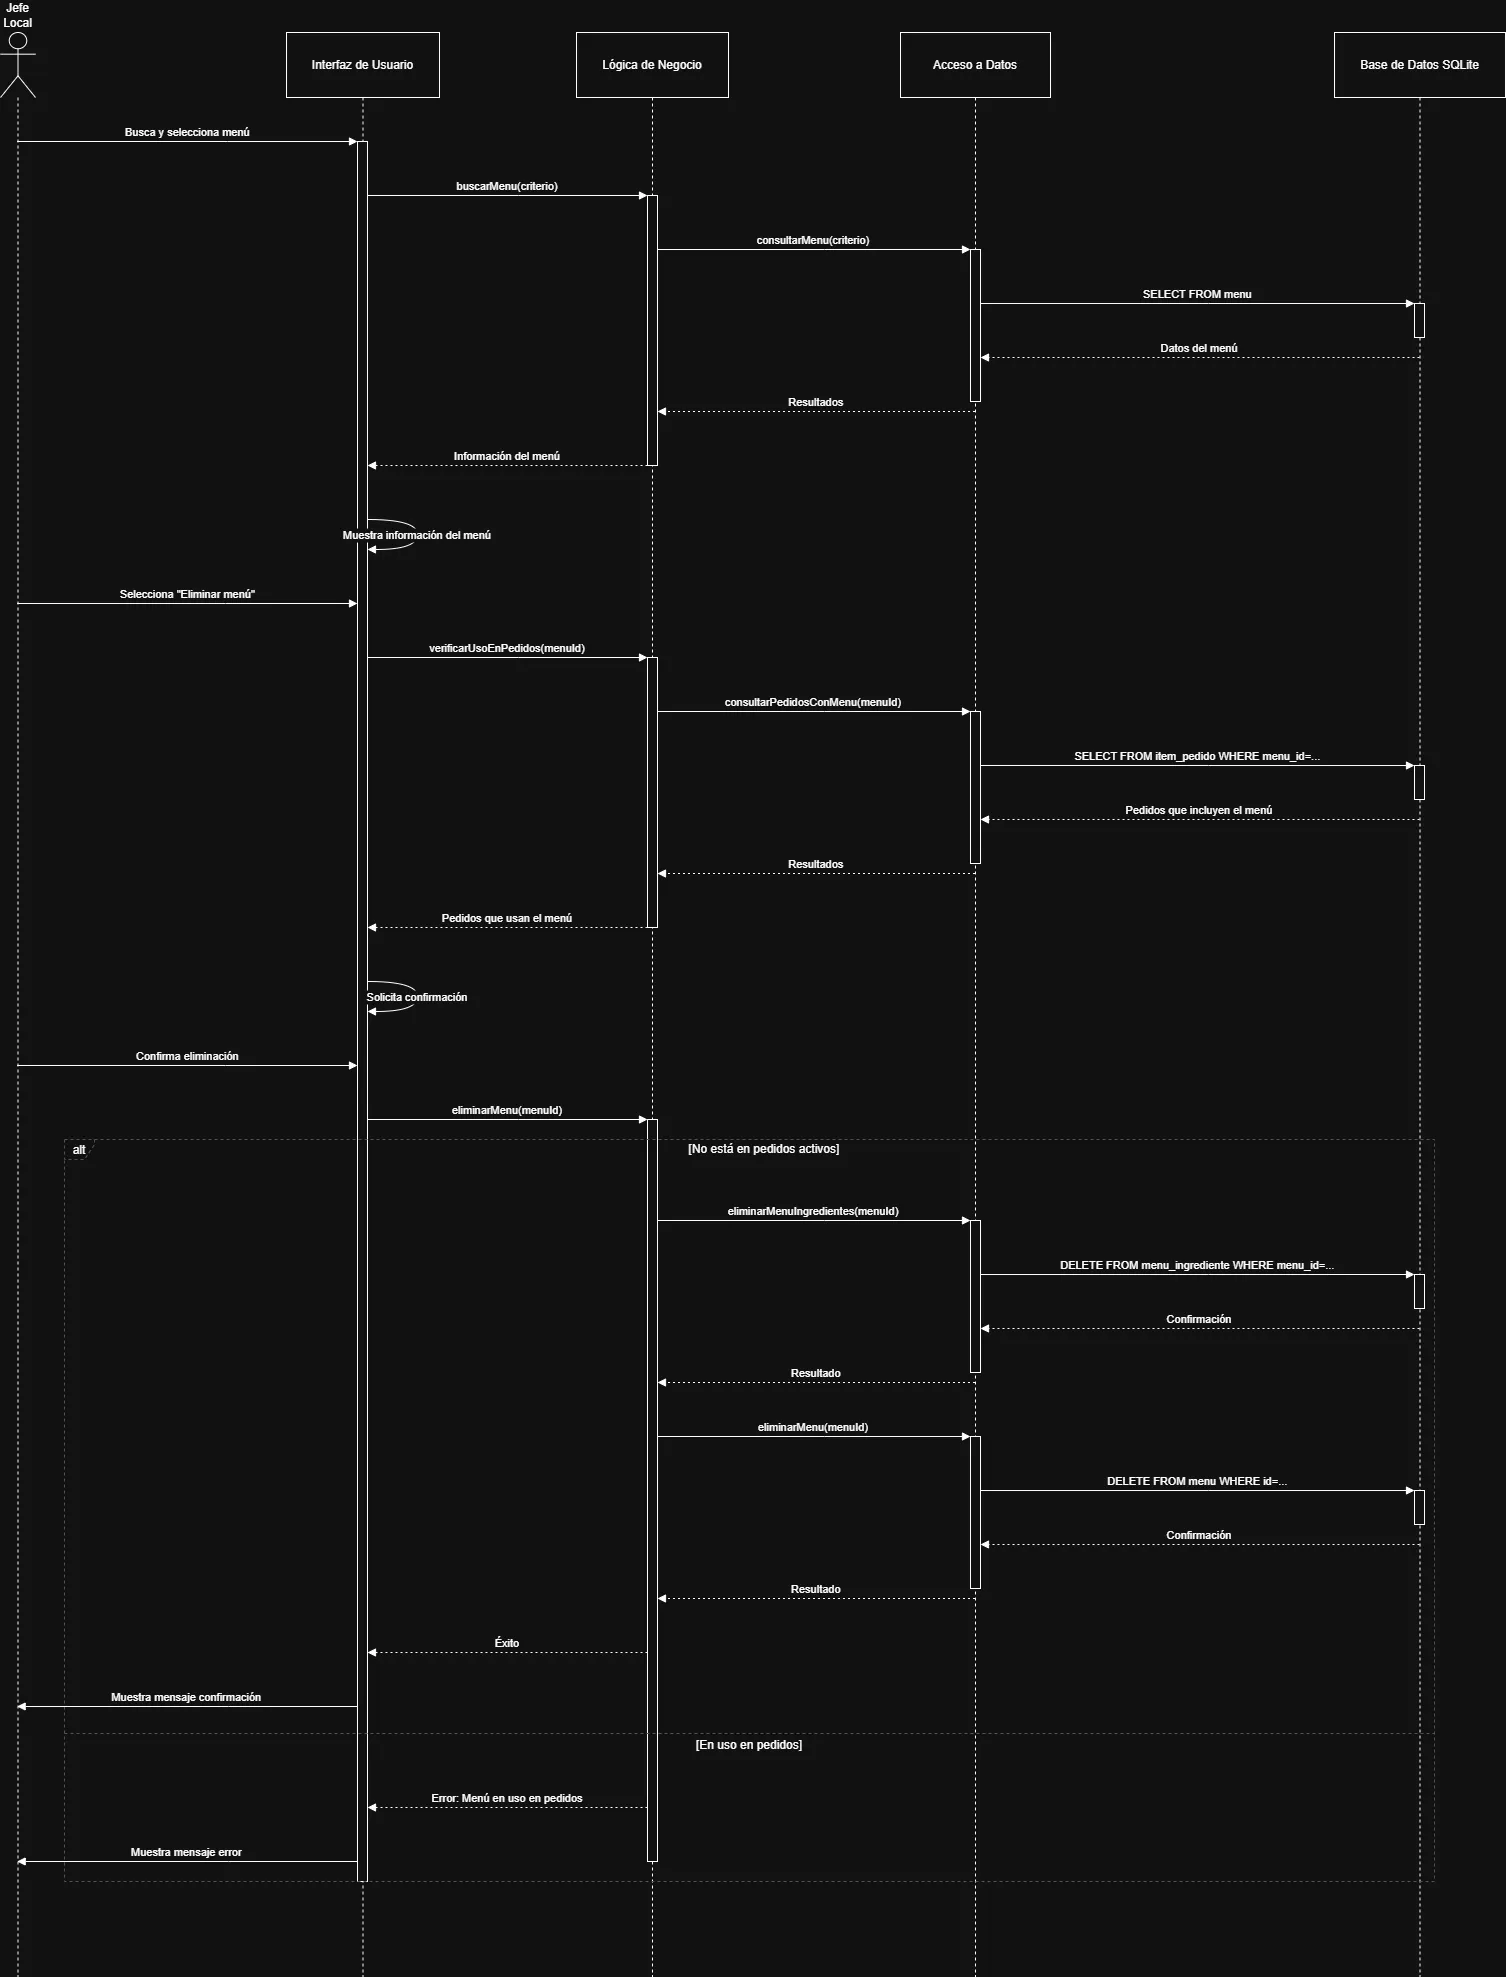 Jefe
Local
Interfaz de Usuario
Lógica de Negocio
Acceso a Datos
Base de Datos SQLite
Busca y selecciona menú
buscarMenu(criterio)
consultarMenu(criterio)
SELECT FROM menu
Datos del menú
Resultados
Información del menú
Muestra información del menú
Selecciona "Eliminar menú"
verificarUsoEnPedidos(menuId)
consultarPedidosConMenu(menuId)
SELECT FROM item_pedido WHERE menu_id=...
Pedidos que incluyen el menú
Resultados
Pedidos que usan el menú
Solicita confirmación
Confirma eliminación
eliminarMenu(menuId)
alt
[No está en pedidos activos]
eliminarMenuIngredientes(menuId)
DELETE FROM menu_ingrediente WHERE menu_id=...
Confirmación
Resultado
eliminarMenu(menuId)
DELETE FROM menu WHERE id=...
Confirmación
Resultado
Éxito
Muestra mensaje confirmación
[En uso en pedidos]
Error: Menú en uso en pedidos
Muestra mensaje error